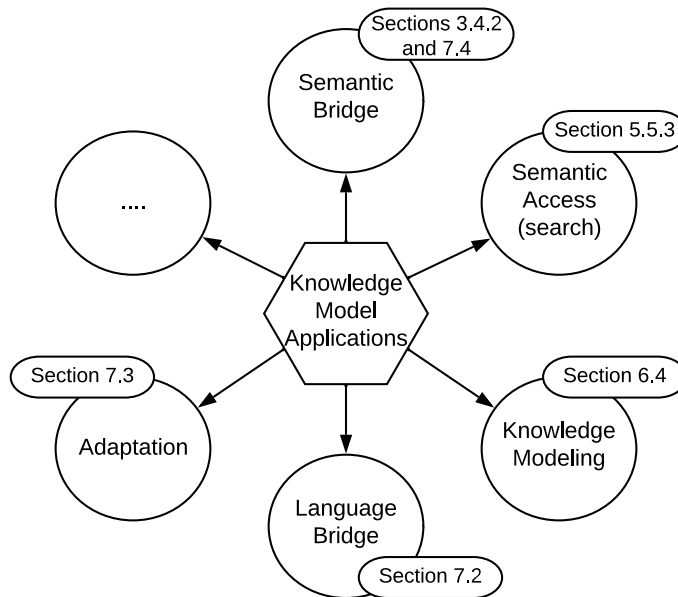 Sections 3.4.2
and 7.4
Semantic
Bridge
Section 5.5.3
Semantic
Access
(search)
....
Knowledge
Model
Applications
Section 7.3
Adaptation
Section 6.4
Knowledge
Modeling
Language
Bridge
Section 7.2